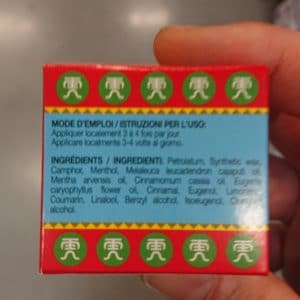 MODE D'EMPLOI / ISTRUZIONI PER L'USO:
Appliquer localement 3 à 4 fois par jour.
Applicare localmente 3-4 volte al giorno.
INGRÉDIENTS / INGREDIENTI: Petrolatum, Synthetic wax,
Camphor, Menthol, Melaleuca leucadendron cajaputi oil,
Mentha arvensis oil, Cinnamomum cassia oil, Eugenia
caryophyllus flower oil, Cinnamal, Eugenol, Limonene,
Coumarin, Linalool, Benzyl alcohol, Isoeugenol,
alcohol.